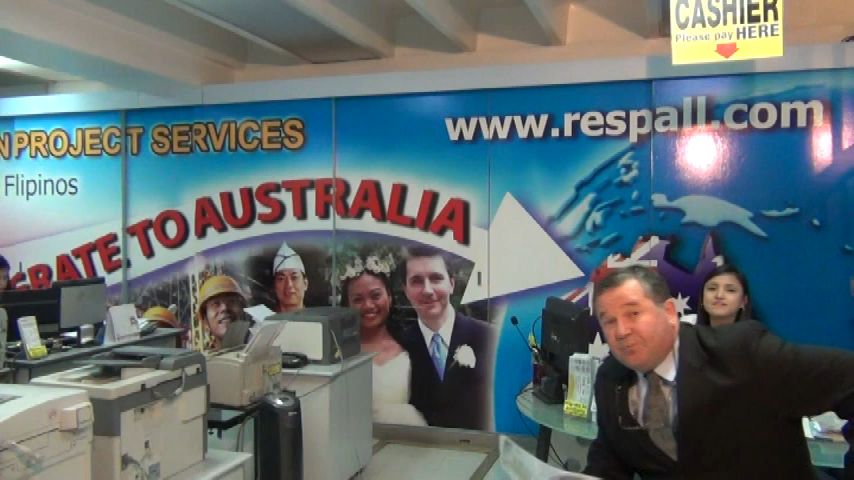 CASHIER
Please pay HERE
www.respall.com
N PROJECT SERVICES
Flipinos
GRATE TO AUSTRALIA